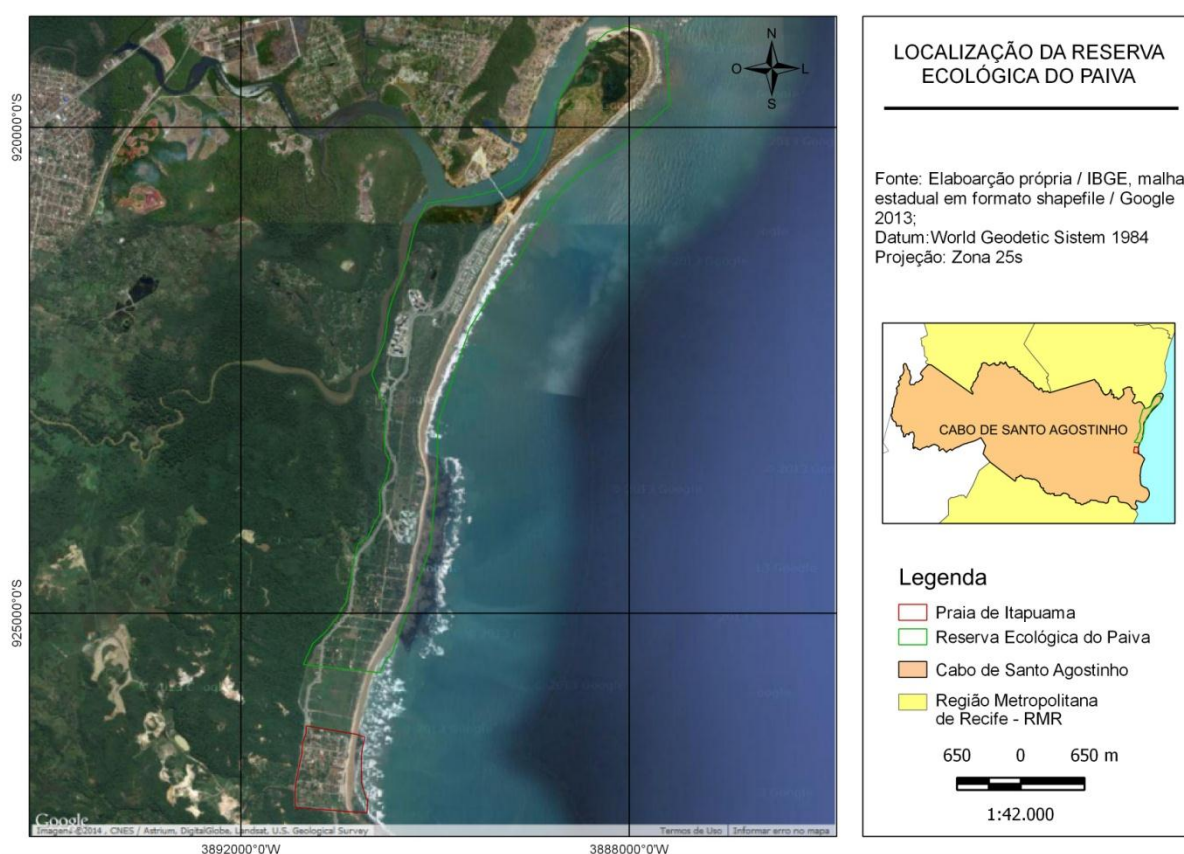 N
O
L
S
920000°0'S
925000°0'S
3892000°0'W
3888000°0'W
Google
Imagens ©2014 , CNES / Astrium, DigitalGlobe, Landsat, U.S. Geological Survey
Termos de Uso
Informar erro no mapa
LOCALIZAÇÃO DA RESERVA
ECOLÓGICA DO PAIVA
Fonte: Elaboarção própria / IBGE, malha
estadual em formato shapefile / Google
2013;
Datum:World Geodetic Sistem 1984
Projeção: Zona 25s
CABO DE SANTO AGOSTINHO
Legenda
Praia de Itapuama
Reserva Ecológica do Paiva
Cabo de Santo Agostinho
Região Metropolitana
de Recife - RMR
650 0 650 m
1:42.000